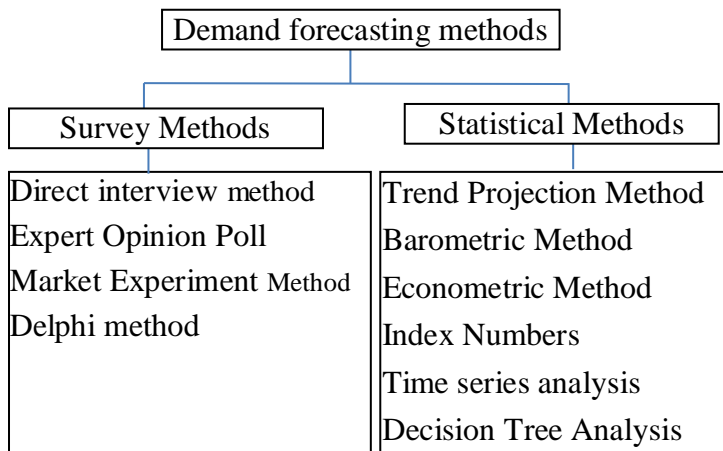 Demand forecasting methods
Survey Methods
Direct interview method
Expert Opinion Poll
Market Experiment Method
Delphi method
Statistical Methods
Trend Projection Method
Barometric Method
Econometric Method
Index Numbers
Time series analysis
Decision Tree Analysis